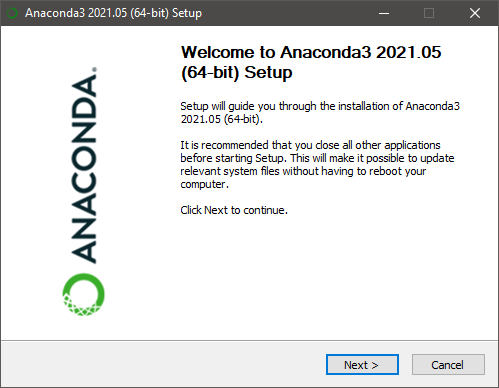 Anaconda3 2021.05 (64-bit) Setup
ANACONDA.
Welcome to Anaconda3 2021.05
(64-bit) Setup
Setup will guide you through the installation of Anaconda3
2021.05 (64-bit).
It is recommended that you close all other applications
before starting Setup. This will make it possible to update
relevant system files without having to reboot your
computer.
Click Next to continue.
Next >
Cancel